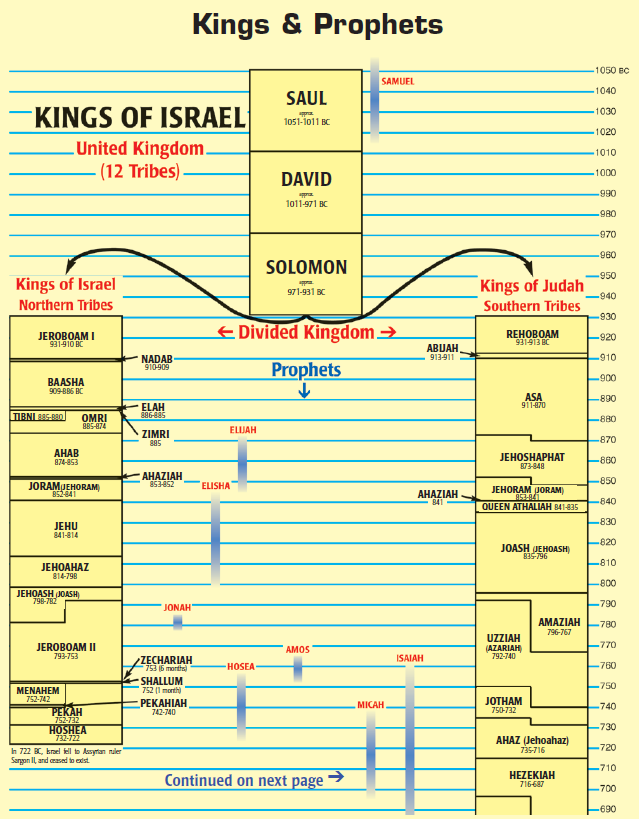 Kings & Prophets
KINGS OF ISRAEL
United Kingdom
(12 Tribes)
SAUL
approx.
1051-1011 BC
DAVID
approx.
1011-971 BC
SOLOMON
approx.
971-931 BC
SAMUEL
1050 BC
1040
1030
1020
1010
1000
990
980
970
960
950
940
930
920
910
900
890
880
870
860
850
840
830
820
810
800
790
780
770
760
750
740
730
720
710
700
690
Kings of Israel
Northern Tribes
← Divided Kingdom →
Kings of Judah
Southern Tribes
JEROBOAM I
931-910 BC
NADAB
910-909
BAASHA
909-886 BC
ELAH
886-885
TIBNI 885-880
OMRI
885-874
ZIMRI
885
AHAB
874-853
AHAZIAH
853-852
JORAM (JEHORAM)
852-841
JEHU
841-814
JEHOAHAZ
814-798
JEHOASH (JOASH)
798-782
JEROBOAM II
793-753
ZECHARIAH
753 (6 months)
SHALLUM
752 (1 month)
MENAHEM
752-742
PEKAHIAH
742-740
PEKAH
752-732
HOSHEA
732-722
In 722 BC, Israel fell to Assyrian ruler
Sargon II, and ceased to exist.
Prophets
ELIJAH
ELISHA
JONAH
AMOS
HOSEA
ISAIAH
MICAH
Continued on next page →
REHOBOAM
931-913 BC
ABIJAH
913-911
ASA
911-870
JEHOSHAPHAT
873-848
JEHORAM (JORAM)
853-841
AHAZIAH
841
QUEEN ATHALIAH 841-835
JOASH (JEHOASH)
835-796
AMAZIAH
796-767
UZZIAH
(AZARIAH)
792-740
JOTHAM
750-732
AHAZ (Jehoahaz)
735-716
HEZEKIAH
716-687